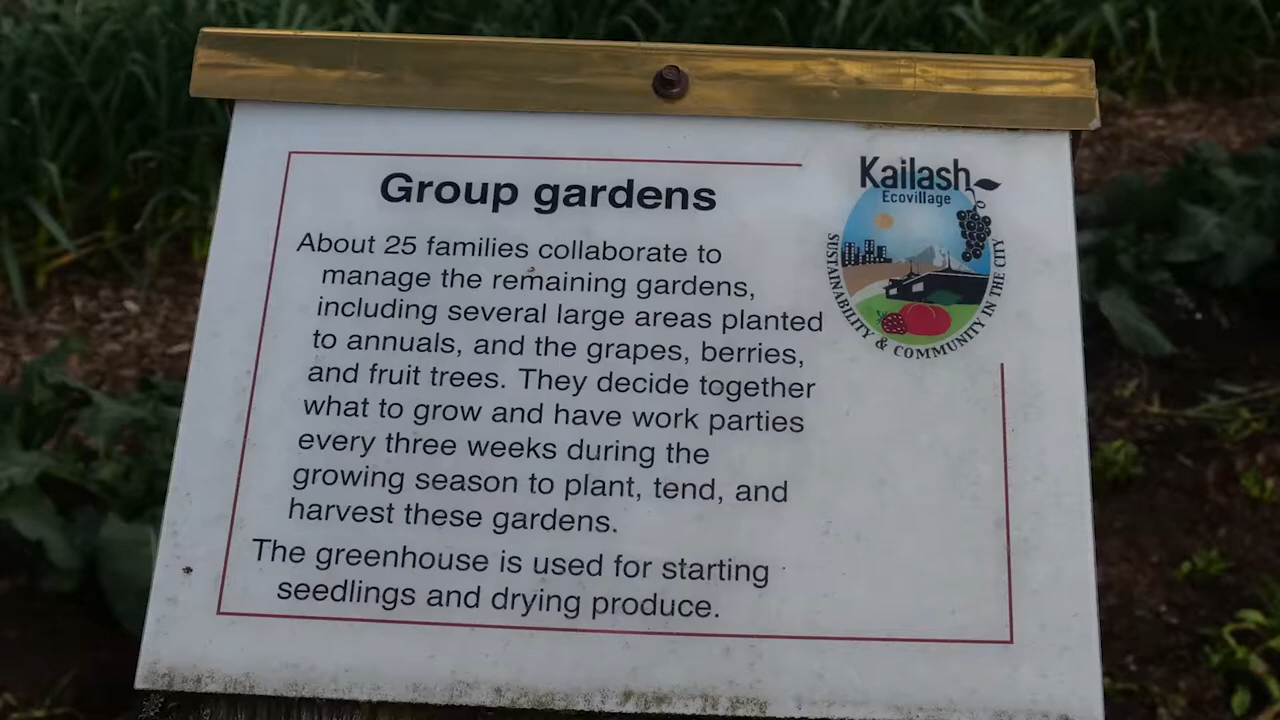 Group gardens
Kailash
Ecovillage
SUSTAINABILITY & COMMUNITY IN THE CITY
About 25 families collaborate to
manage the remaining gardens,
including several large areas planted
to annuals, and the grapes, berries,
and fruit trees. They decide together
what to grow and have work parties
every three weeks during the
growing season to plant, tend, and
harvest these gardens.
The greenhouse is used for starting
seedlings and drying produce.